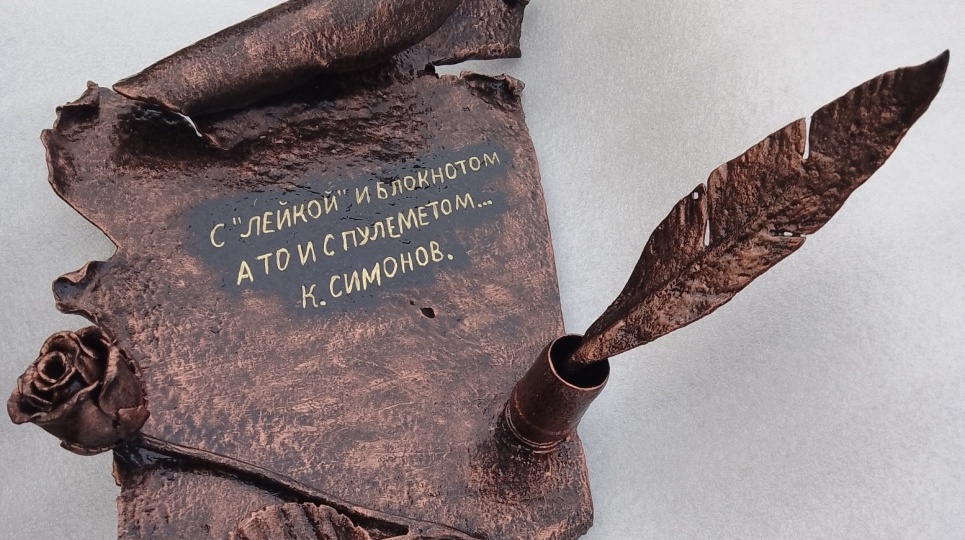 С "ЛЕЙКОЙ" И БЛОКНОТОМ
А ТО И С ПУЛЕМЕТОМ...
К. СИМОНОВ.